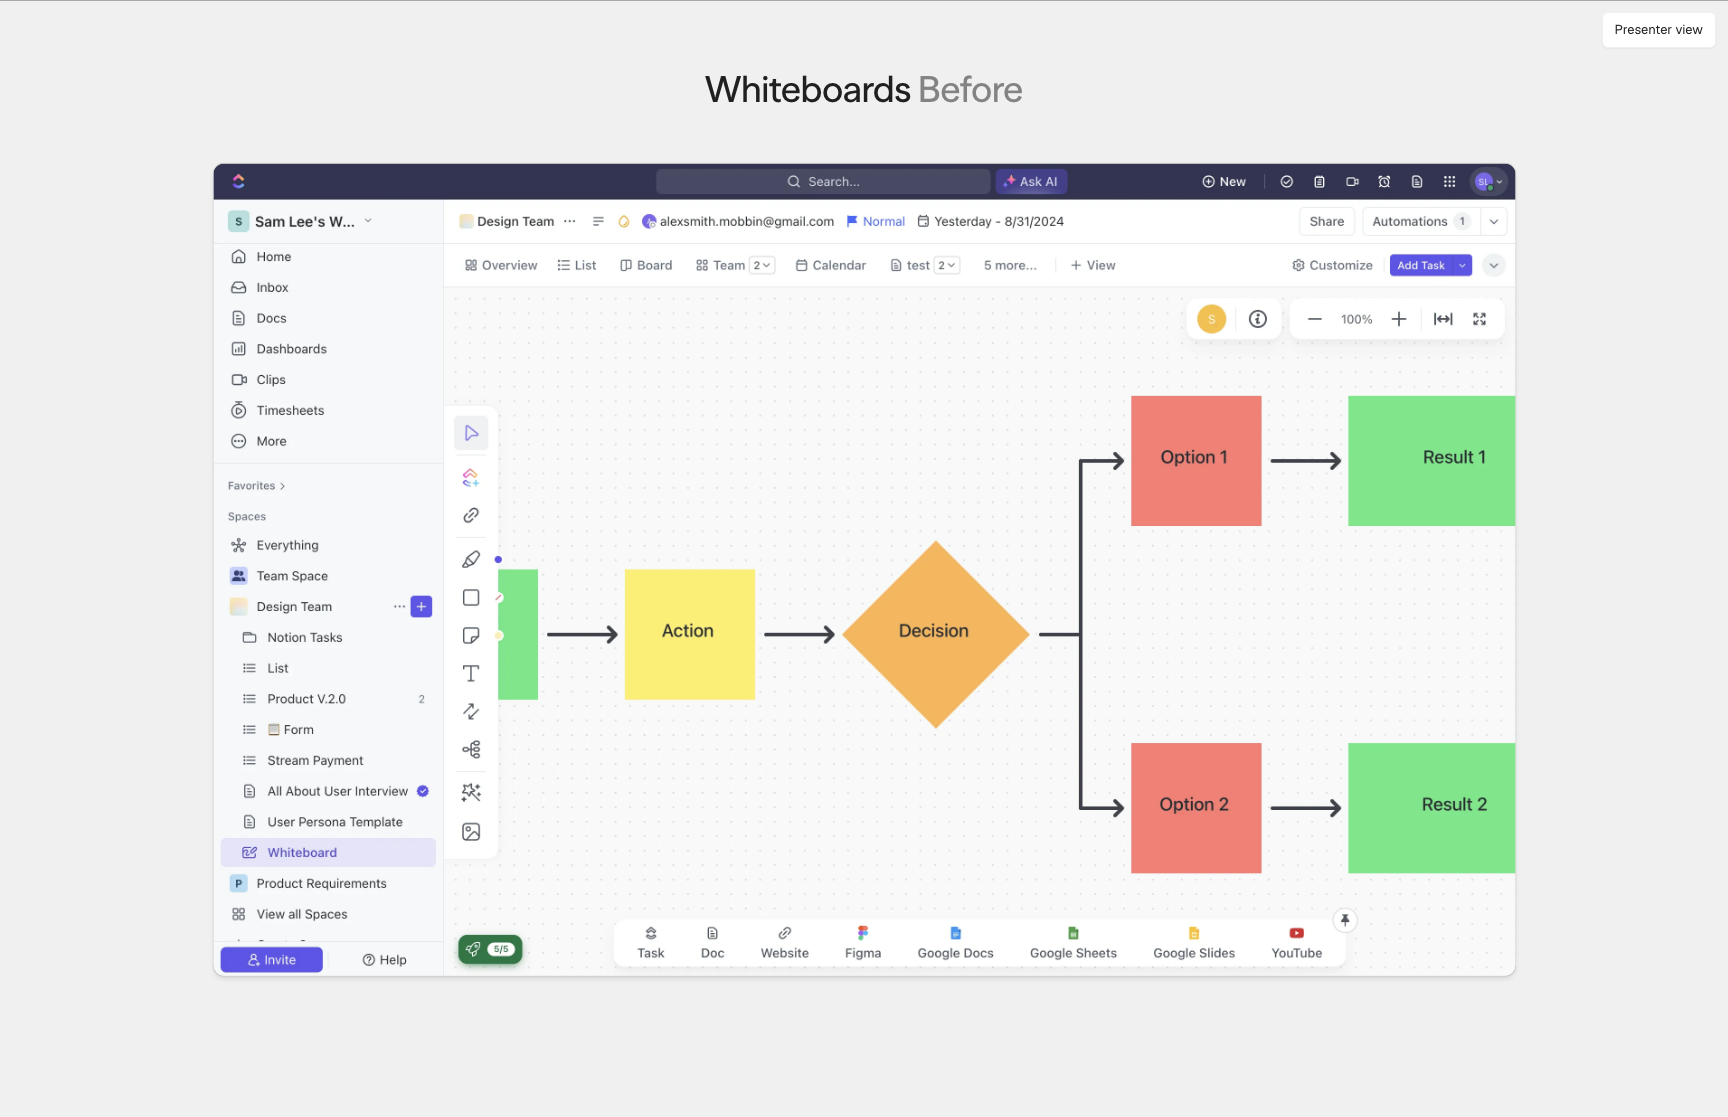 Presenter view
Whiteboards Before
Search...
Ask AI
New
SL
S Sam Lee's W...
Design Team
alexsmith.mobbin@gmail.com
Normal
Yesterday - 8/31/2024
Share
Automations 1
Overview
List
Board
Team 2
Calendar
test 2
5 more...
+ View
Customize
Add Task
Home
Inbox
Docs
Dashboards
Clips
Timesheets
More
Favorites
Spaces
Everything
Team Space
Design Team
Notion Tasks
List
Product V.2.0 2
Form
Stream Payment
All About User Interview
User Persona Template
Whiteboard
P Product Requirements
View all Spaces
Invite
Help
S
100%
Option 1
Result 1
Action
Decision
Option 2
Result 2
5/5
Task
Doc
Website
Figma
Google Docs
Google Sheets
Google Slides
YouTube